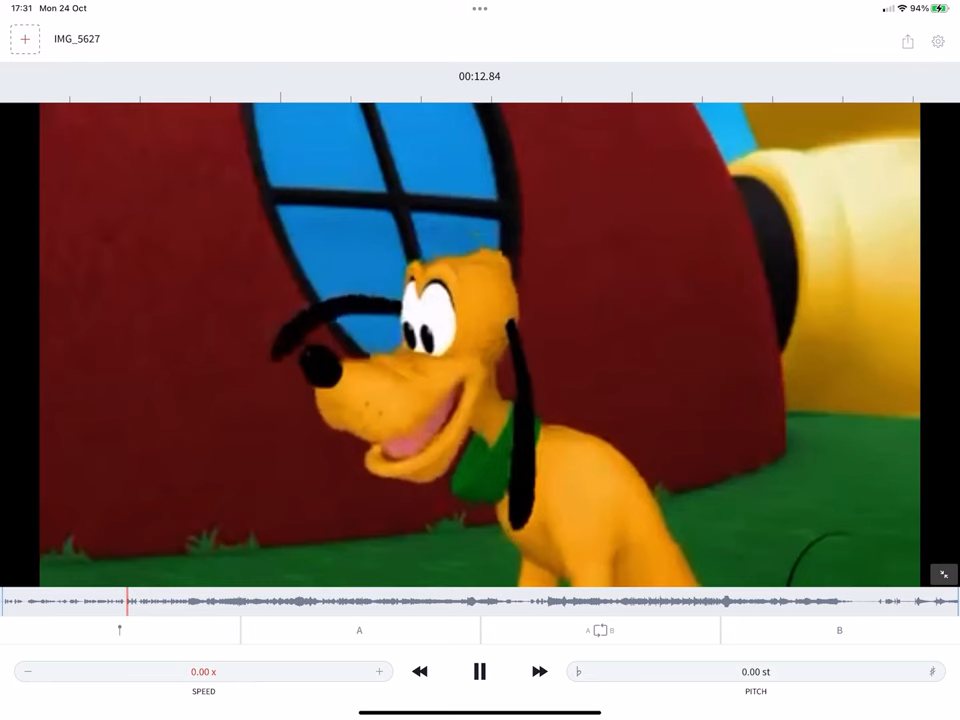 17:31 Mon 24 Oct
94%
IMG_5627
00:12.84
A
A B
B
0.00 x
♭ 0.00 st ♯
SPEED
PITCH